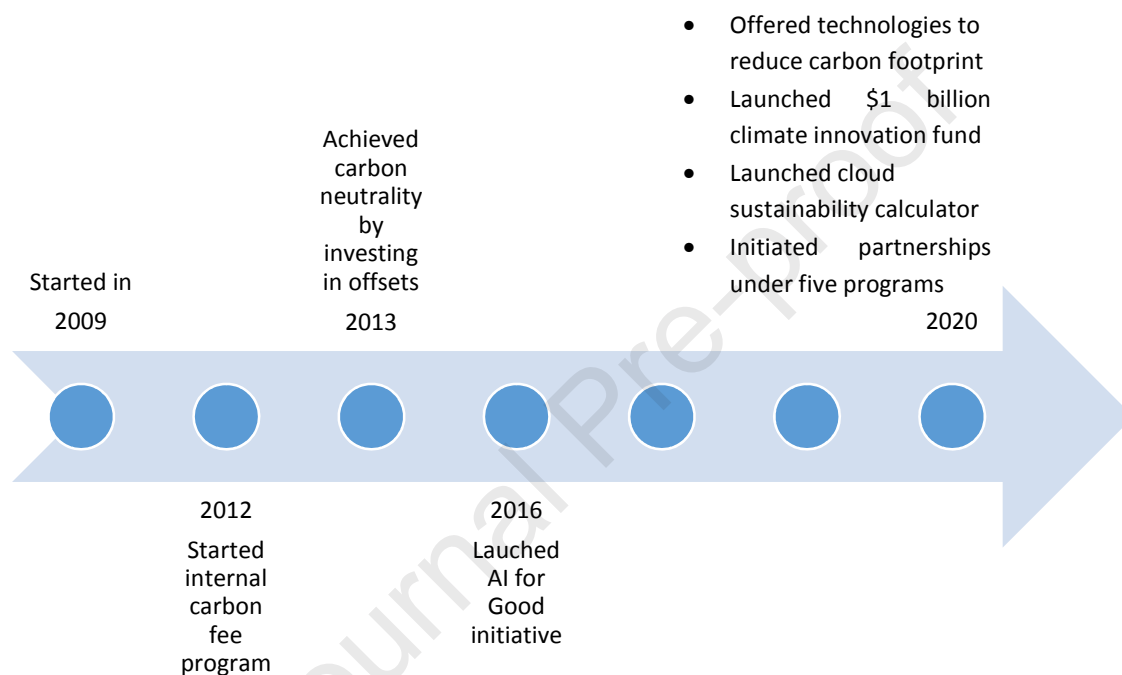 • Offered technologies to
reduce carbon footprint
• Launched $1 billion
climate innovation fund
• Launched cloud
sustainability calculator
• Initiated partnerships
under five programs
2020
Achieved
carbon
neutrality
by
investing
in offsets
2013
Started in
2009
2012
Started
internal
carbon
fee
program
2016
Lauched
AI for
Good
initiative
ournal Pre-proof